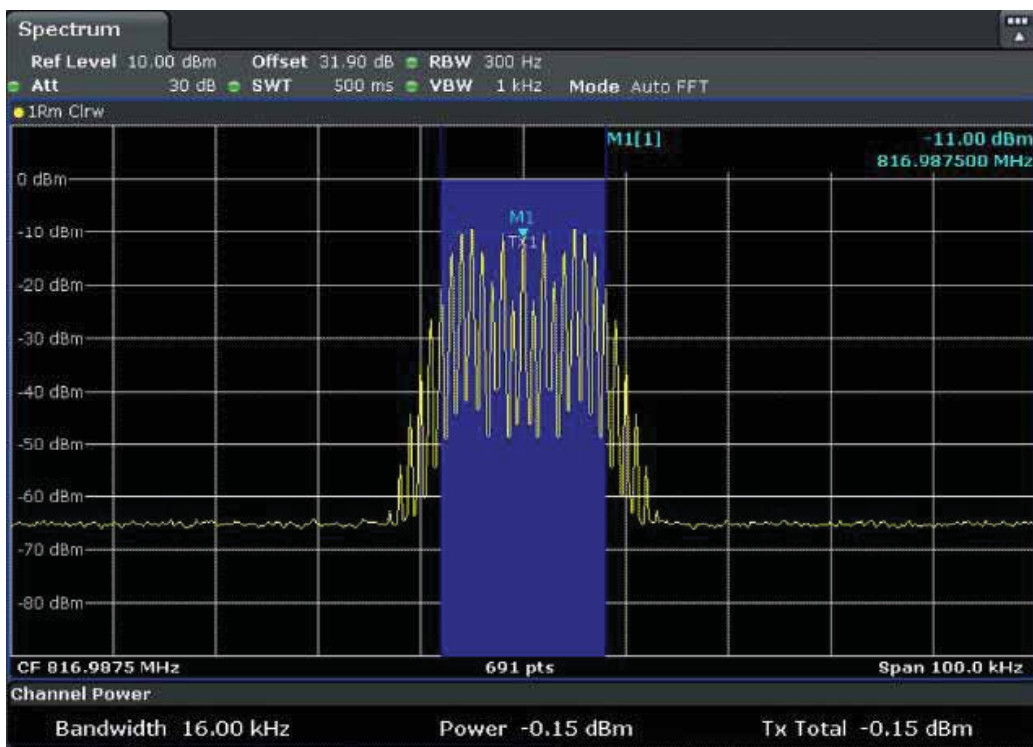 Spectrum
Ref Level 10.00 dBm Offset 31.90 dB RBW 300 Hz
Att 30 dB SWT 500 ms VBW 1 kHz Mode Auto FFT
1Rm Clrw
M1[1] -11.00 dBm
816.987500 MHz
0 dBm
M1
-10 dBm
TX1
-20 dBm
-30 dBm
-40 dBm
-50 dBm
-60 dBm
-70 dBm
-80 dBm
CF 816.9875 MHz 691 pts Span 100.0 kHz
Channel Power
Bandwidth 16.00 kHz Power -0.15 dBm Tx Total -0.15 dBm